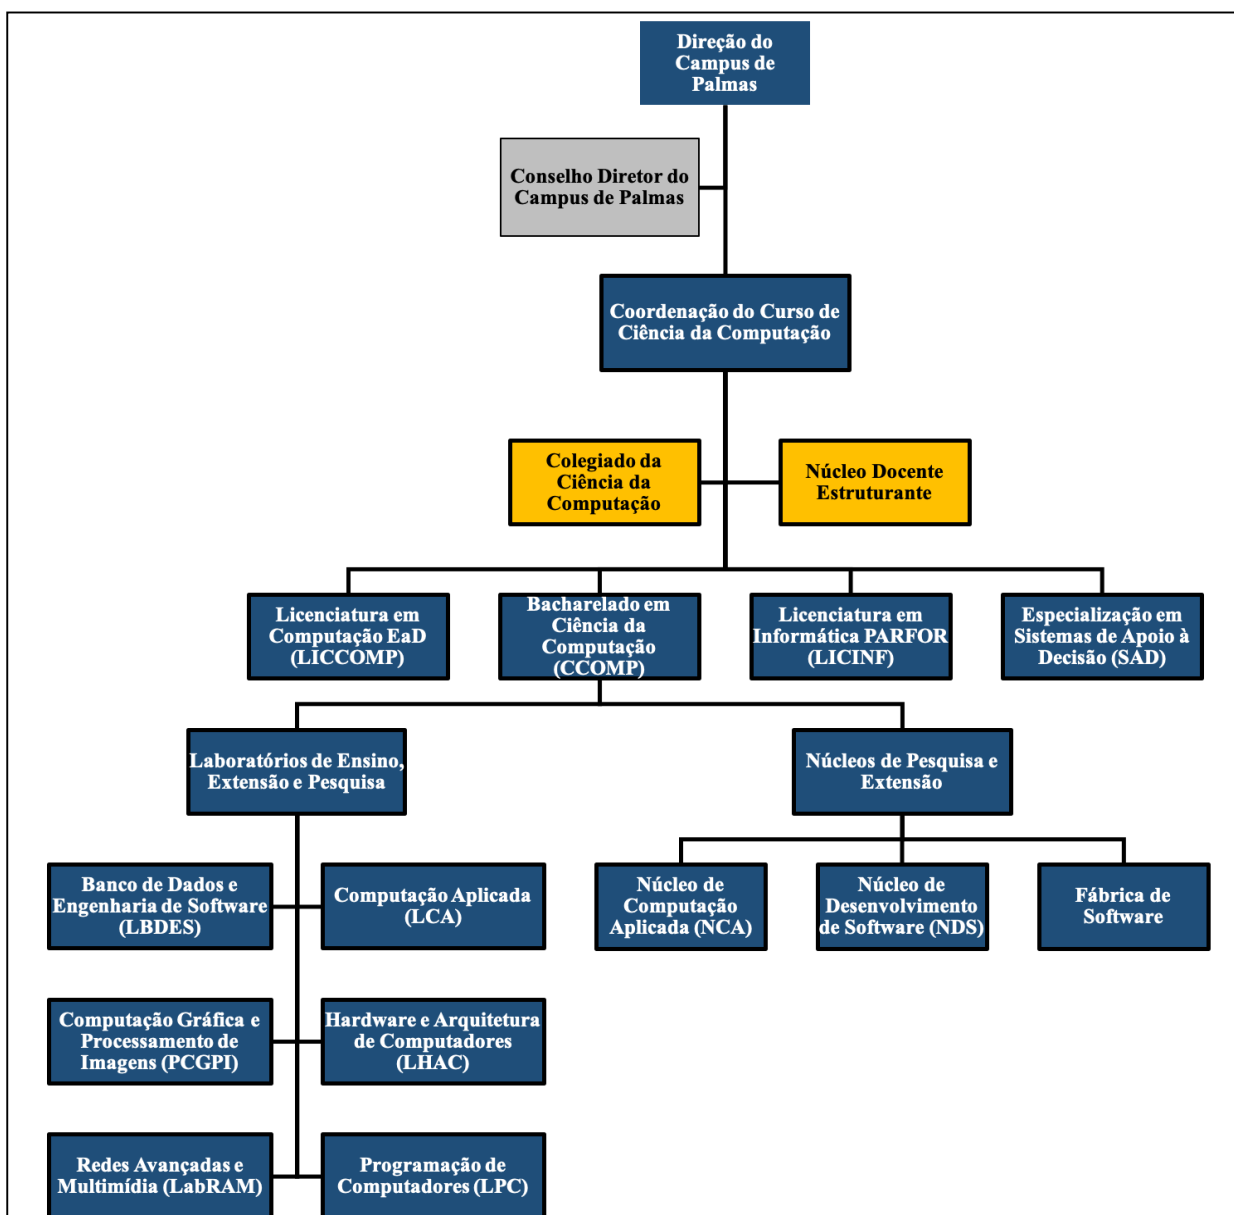 Direção do
Campus de
Palmas
Conselho Diretor do
Campus de Palmas
Coordenação do Curso de
Ciência da Computação
Colegiado da
Ciência da
Computação
Núcleo Docente
Estruturante
Licenciatura em
Computação EaD
(LICCOMP)
Bacharelado em
Ciência da
Computação
(CCOMP)
Licenciatura em
Informática PARFOR
(LICINF)
Especialização em
Sistemas de Apoio à
Decisão (SAD)
Laboratórios de Ensino,
Extensão e Pesquisa
Núcleos de Pesquisa e
Extensão
Banco de Dados e
Engenharia de Software
(LBDES)
Computação Aplicada
(LCA)
Núcleo de
Computação
Aplicada (NCA)
Núcleo de
Desenvolvimento
de Software (NDS)
Fábrica de
Software
Computação Gráfica e
Processamento de
Imagens (PCGPI)
Hardware e Arquitetura
de Computadores
(LHAC)
Redes Avançadas e
Multimídia (LabRAM)
Programação de
Computadores (LPC)